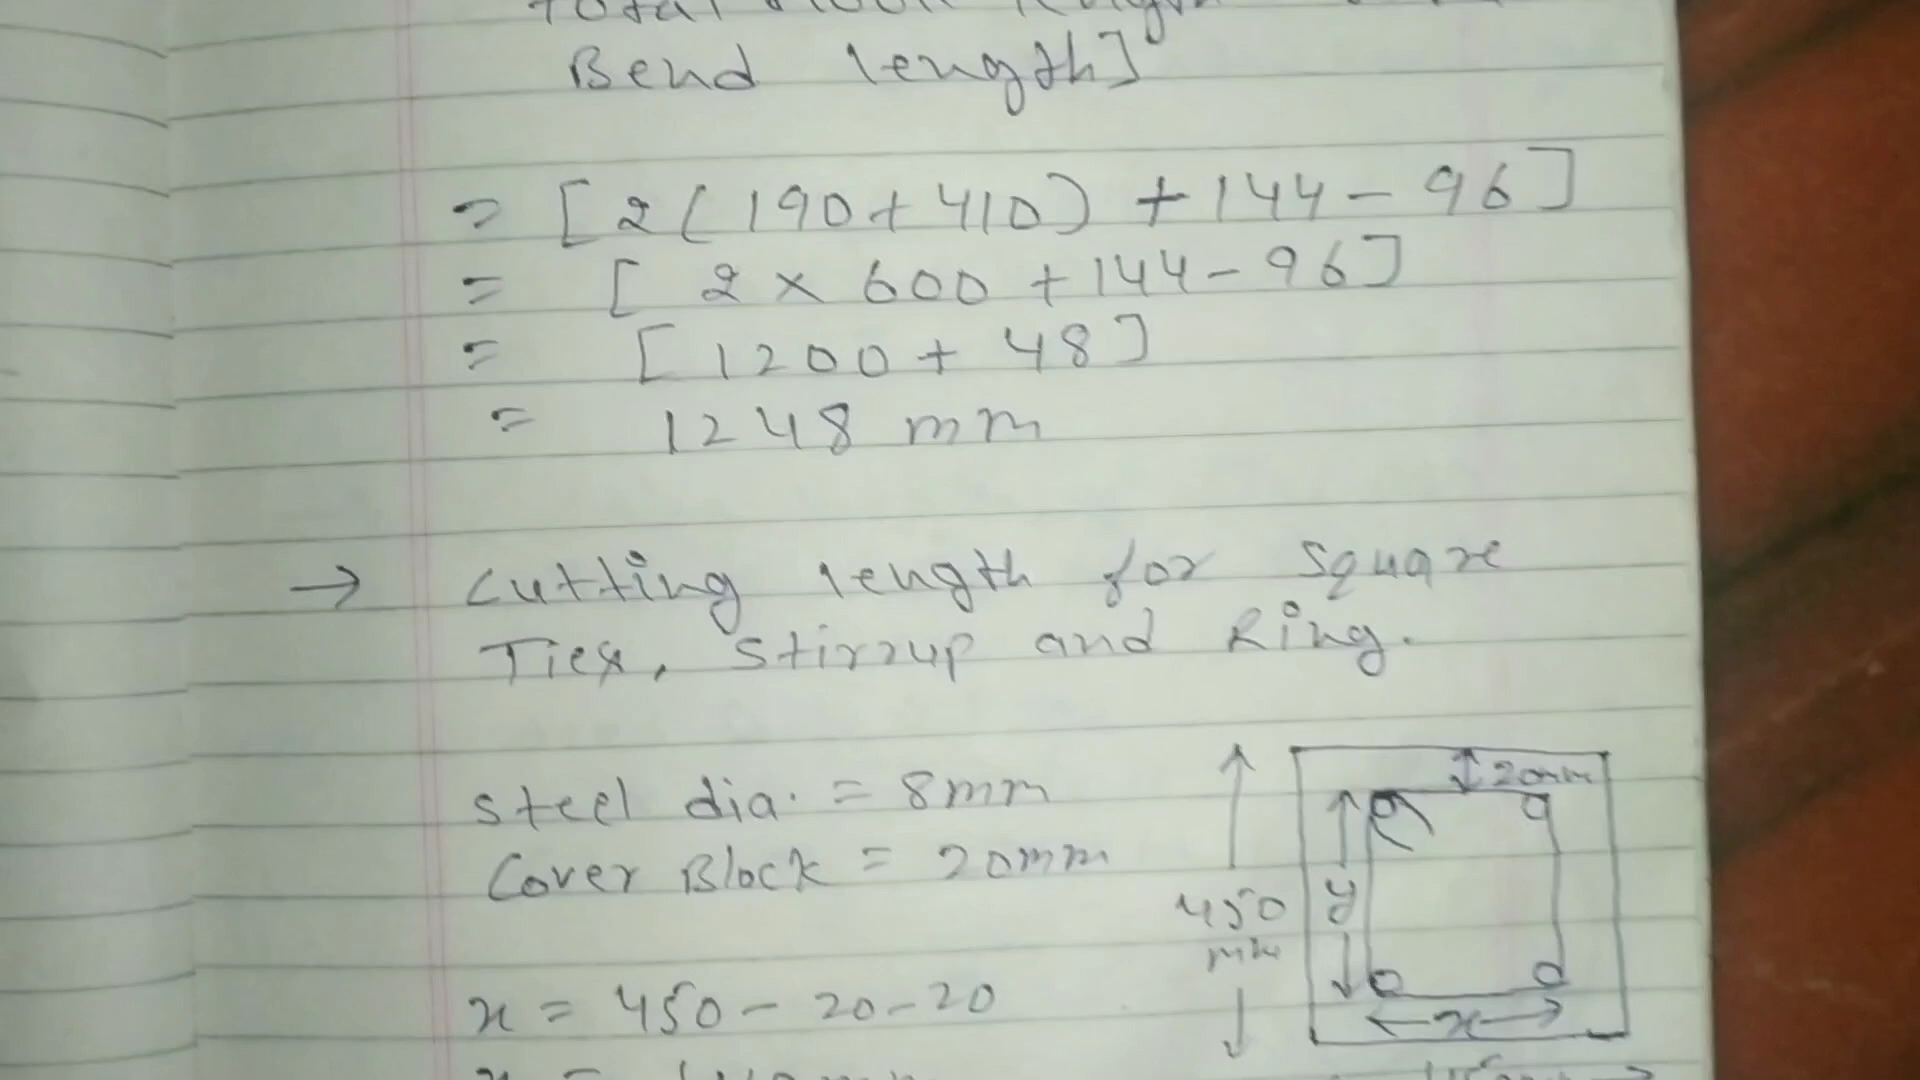 Bend length]
= [2(190+410) +144-96]
= [2 × 600 +144-96]
= [1200+ 48]
= 1248 mm
→ Cutting length for square
Ties, stirrup and Ring.
steel dia. = 8mm
Cover Block = 20mm
20mm
450
mm
y
x
x = 450 - 20-20